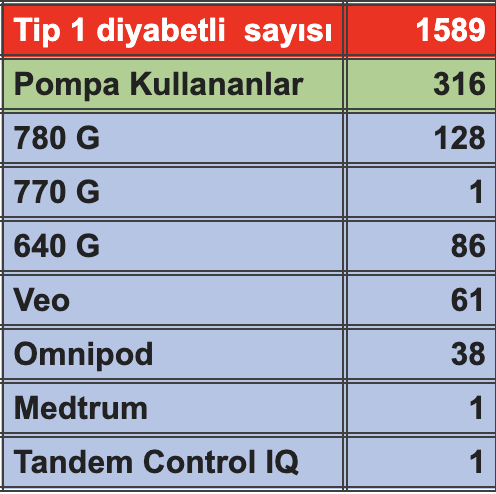 Tip 1 diyabetli sayısı 1589
Pompa Kullananlar 316
780 G 128
770 G 1
640 G 86
Veo 61
Omnipod 38
Medtrum 1
Tandem Control IQ 1